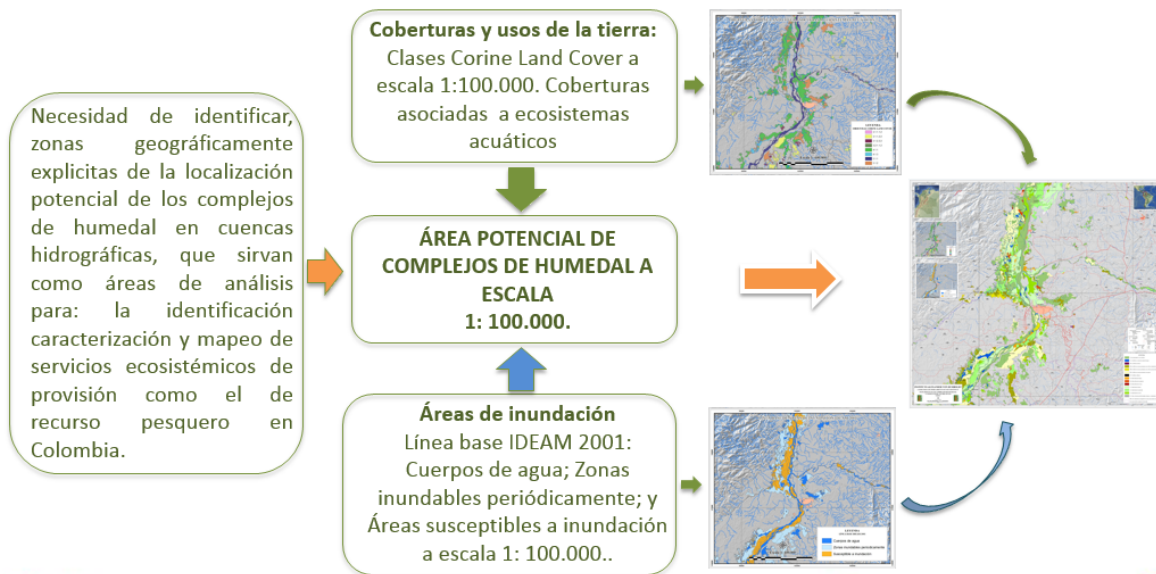 Necesidad de identificar,
zonas geográficamente
explicitas de la localización
potencial de los complejos
de humedal en cuencas
hidrográficas, que sirvan
como áreas de análisis
para: la identificación
caracterización y mapeo de
servicios ecosistémicos de
provisión como el de
recurso pesquero en
Colombia.
Coberturas y usos de la tierra:
Clases Corine Land Cover a
escala 1:100.000. Coberturas
asociadas a ecosistemas
acuáticos
ÁREA POTENCIAL DE
COMPLEJOS DE HUMEDAL A
ESCALA
1: 100.000.
Áreas de inundación
Línea base IDEAM 2001:
Cuerpos de agua; Zonas
inundables periódicamente; y
Áreas susceptibles a inundación
a escala 1: 100.000..
Cuerpos de agua
Zonas inundables periodicamente
Susceptible a inundación